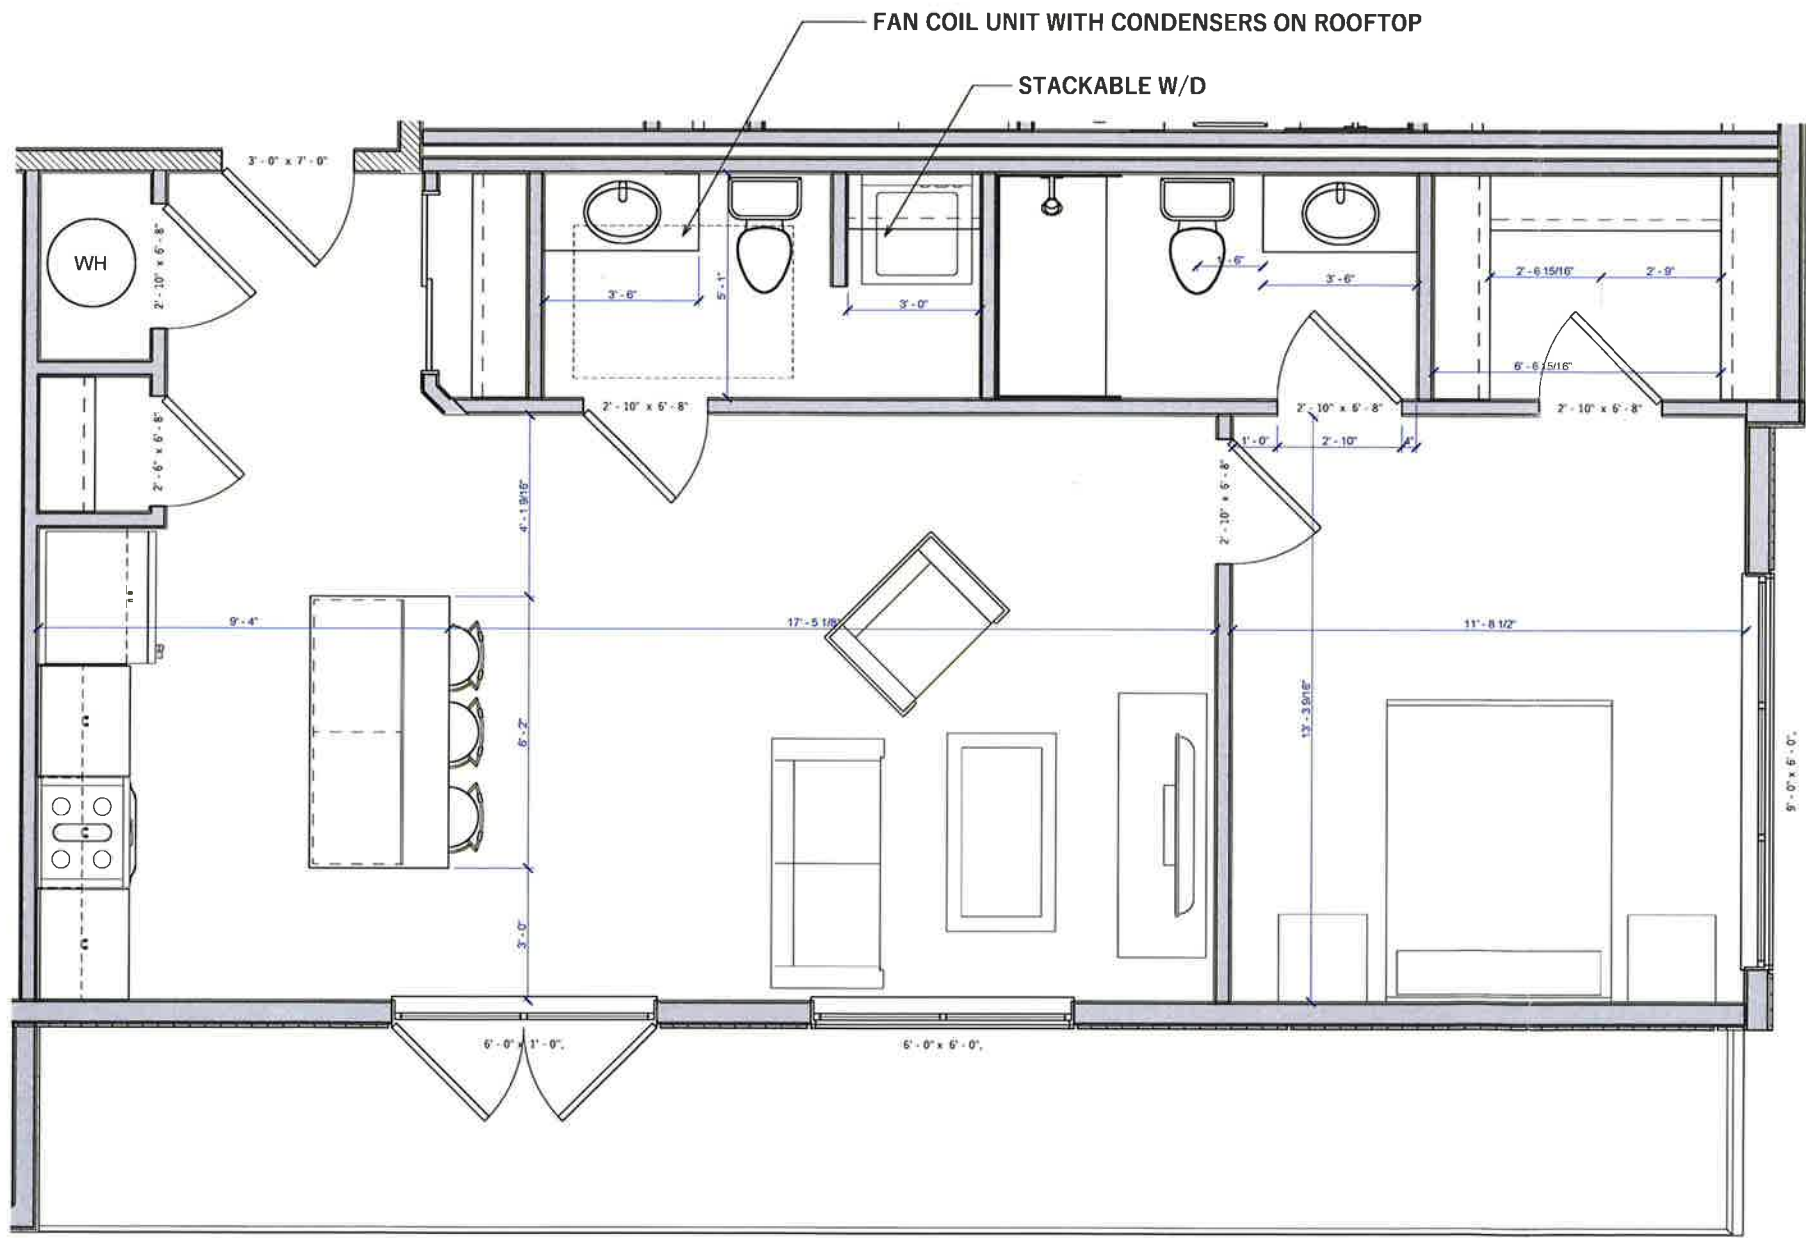 FAN COIL UNIT WITH CONDENSERS ON ROOFTOP
STACKABLE W/D
3' - 0" x 7' - 0"
WH
2' - 10" x 6' - 8"
3' - 6"
5' - 1"
3' - 0"
1' - 6"
3' - 6"
2' - 6 15/16"
2' - 9"
6' - 6 15/16"
2' - 10" x 6' - 8"
2' - 10" x 6' - 8"
2' - 10" x 6' - 8"
2' - 6" x 6' - 8"
1' - 0"
2' - 10"
4"
4' - 1 9/16"
2' - 10" x 6' - 8"
9' - 4"
17' - 5 1/8"
11' - 8 1/2"
6' - 2"
13' - 3 9/16"
9' - 0" x 6' - 0",
3' - 0"
6' - 0" x 1' - 0",
6' - 0" x 6' - 0",